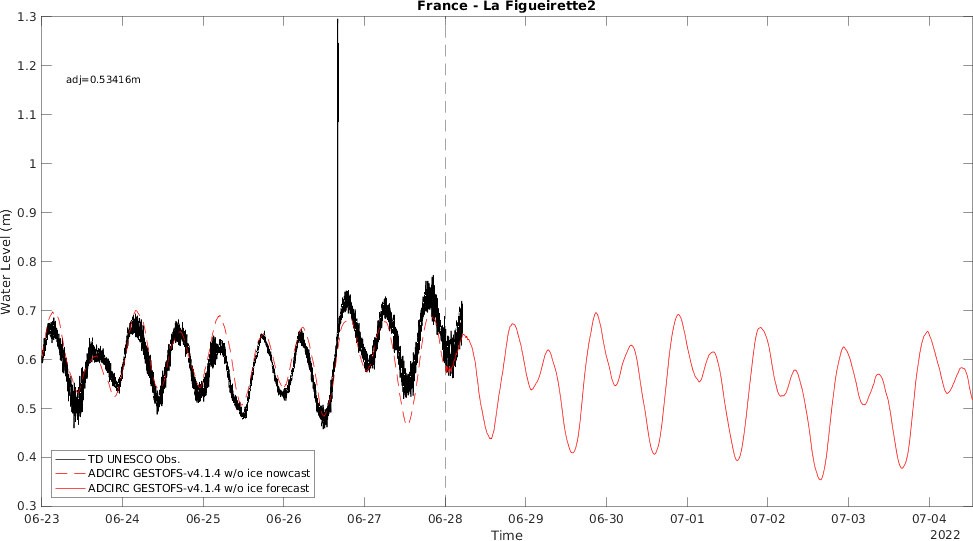 France - La Figueirette2
1.3
1.2
1.1
1
0.9
0.8
0.7
0.6
0.5
0.4
0.3
Water Level (m)
adj=0.53416m
TD UNESCO Obs.
ADCIRC GESTOFS-v4.1.4 w/o ice nowcast
ADCIRC GESTOFS-v4.1.4 w/o ice forecast
06-23 06-24 06-25 06-26 06-27 06-28 06-29 06-30 07-01 07-02 07-03 07-04
Time
2022